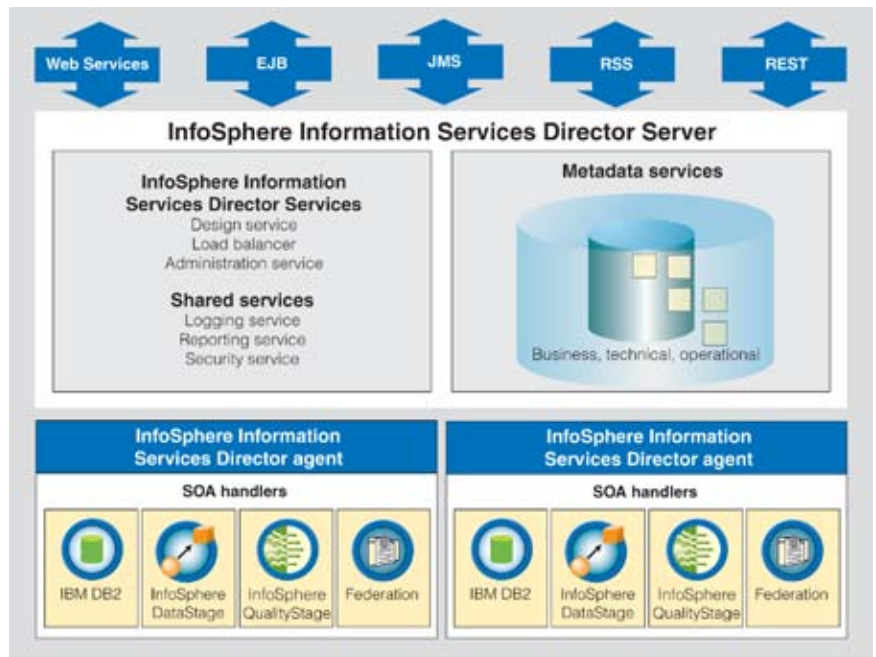 Web Services
EJB
JMS
RSS
REST
InfoSphere Information Services Director Server
InfoSphere Information
Services Director Services
Design service
Load balancer
Administration service
Shared services
Logging service
Reporting service
Security service
Metadata services
Business, technical, operational
InfoSphere Information
Services Director agent
SOA handlers
IBM DB2
InfoSphere
DataStage
InfoSphere
QualityStage
Federation
InfoSphere Information
Services Director agent
SOA handlers
IBM DB2
InfoSphere
DataStage
InfoSphere
QualityStage
Federation